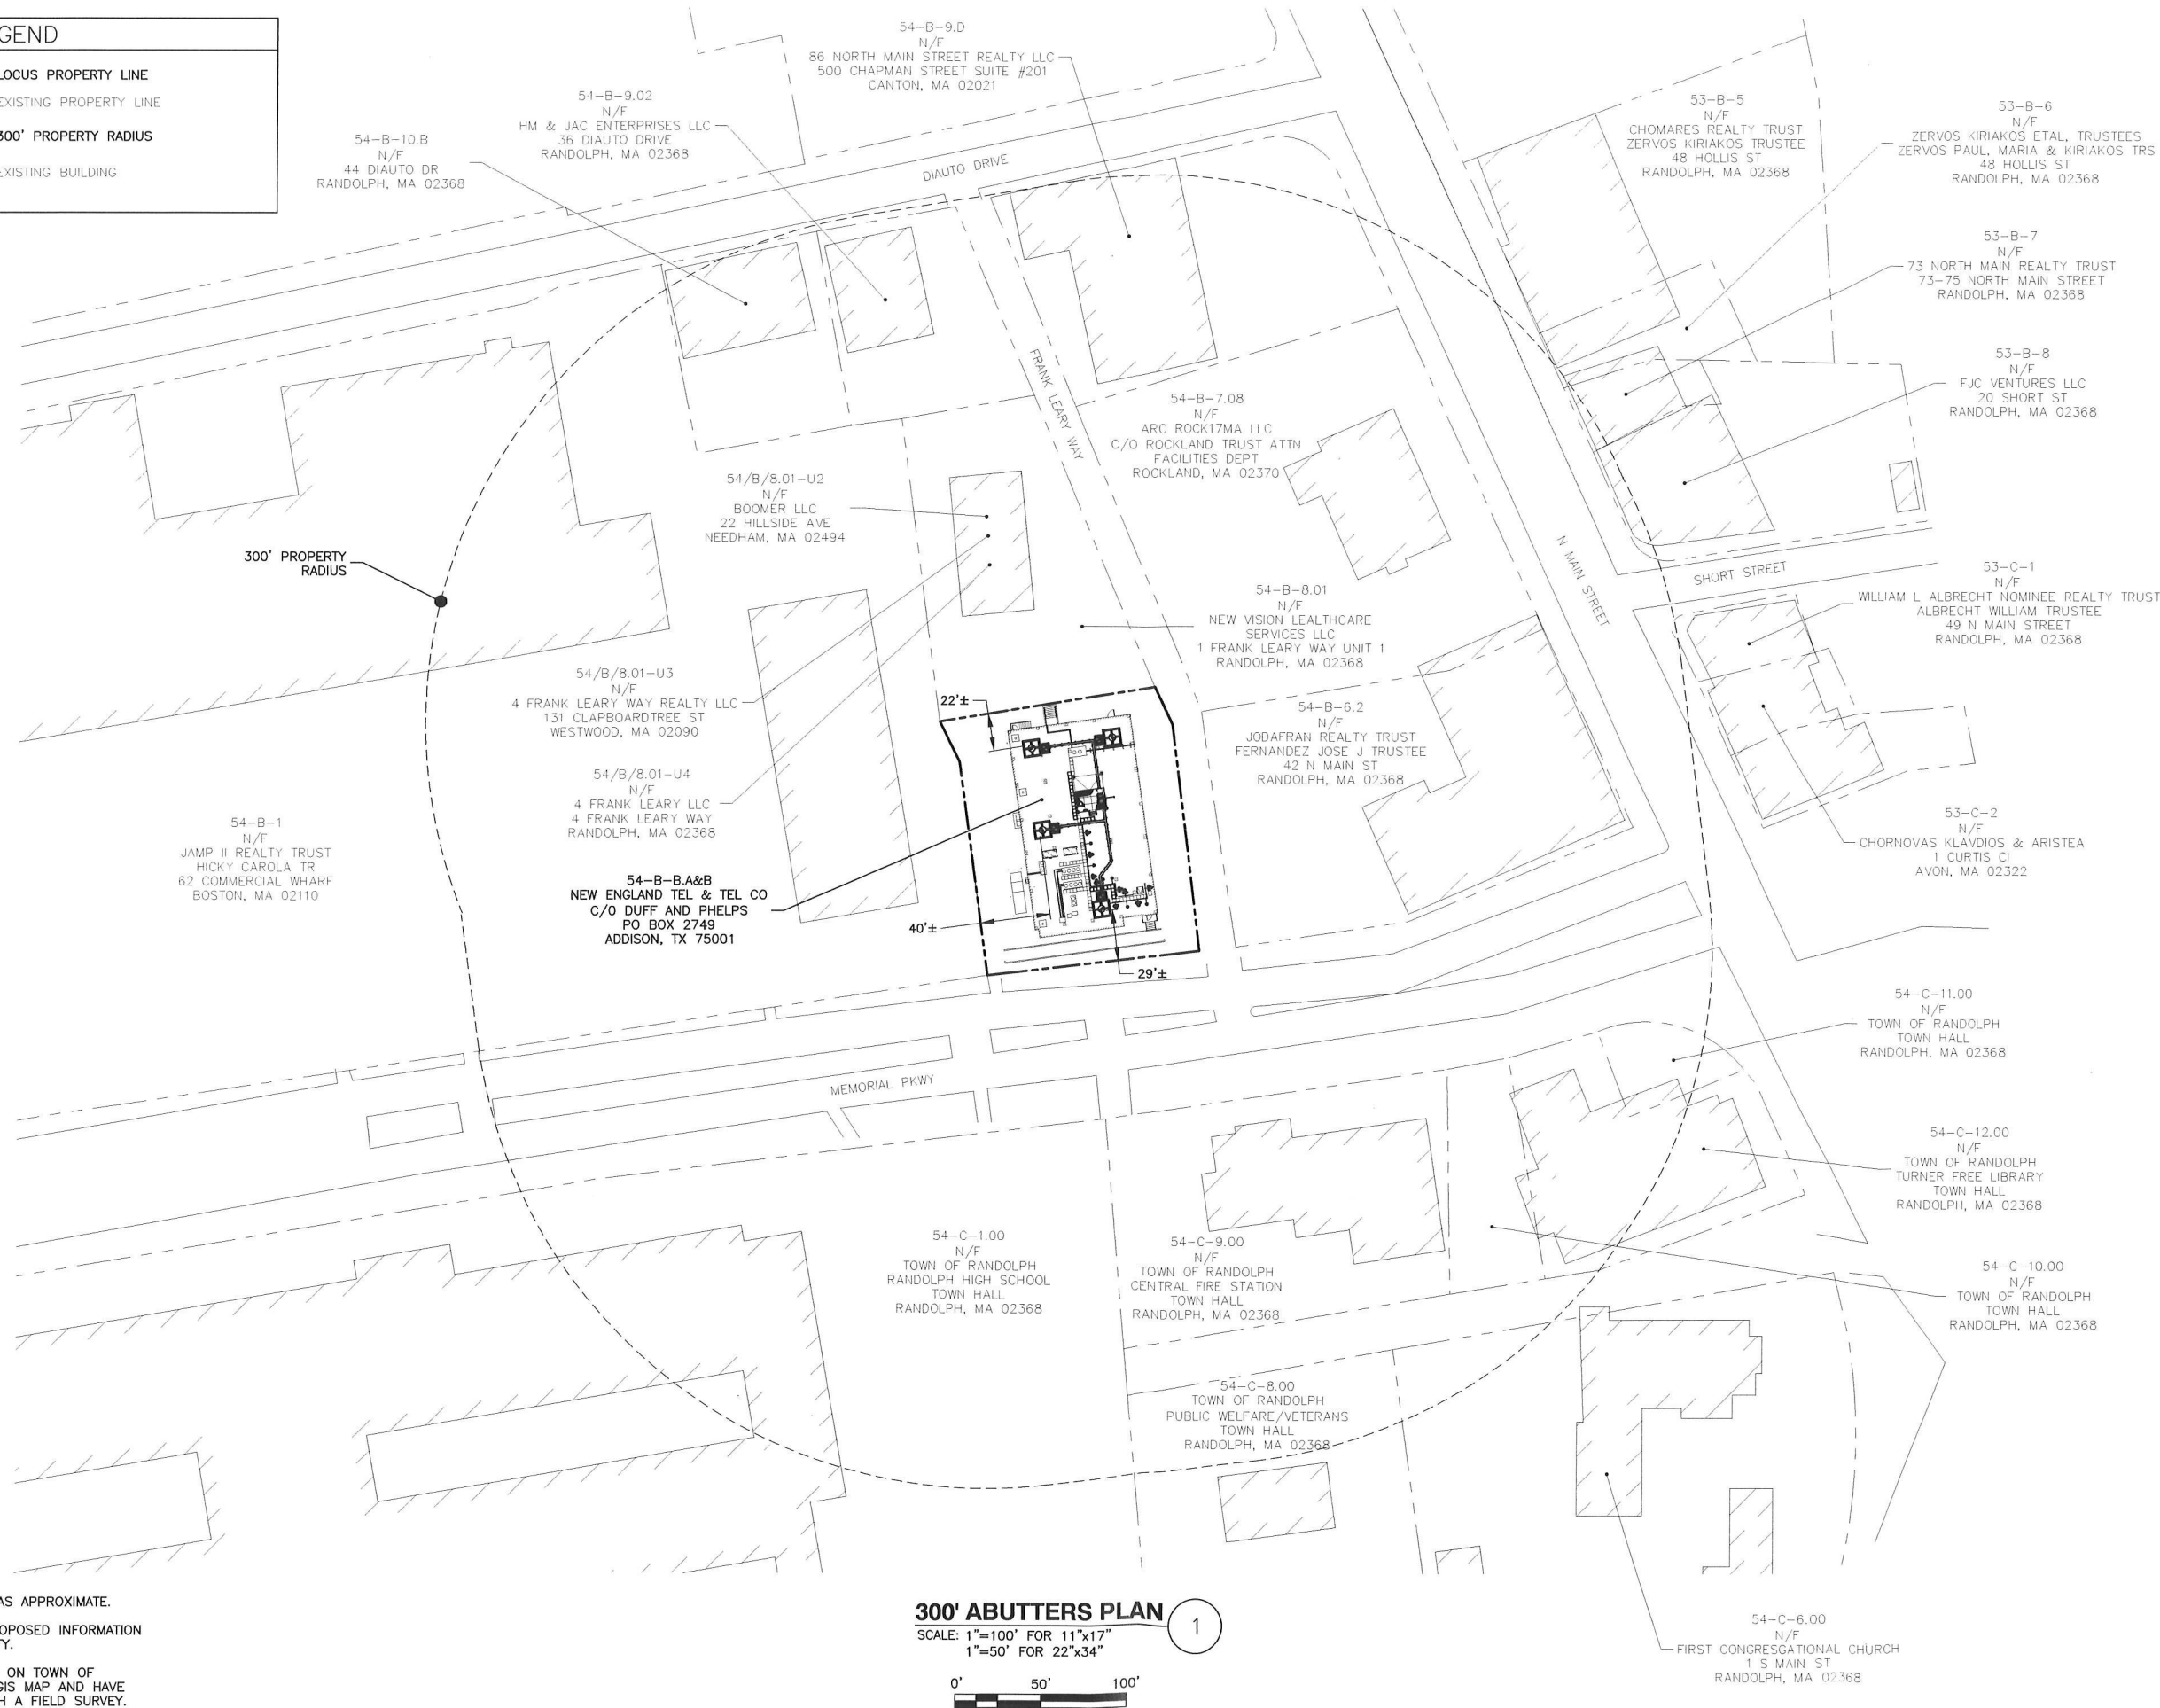 GEND
LOCUS PROPERTY LINE
EXISTING PROPERTY LINE
300' PROPERTY RADIUS
EXISTING BUILDING
54-B-10.B
N/F
44 DIAUTO DR
RANDOLPH, MA 02368
54-B-9.02
N/F
HM & JAC ENTERPRISES LLC
36 DIAUTO DRIVE
RANDOLPH, MA 02368
54-B-9.D
N/F
86 NORTH MAIN STREET REALTY LLC
500 CHAPMAN STREET SUITE #201
CANTON, MA 02021
53-B-5
N/F
CHOMARES REALTY TRUST
ZERVOS KIRIAKOS TRUSTEE
48 HOLLIS ST
RANDOLPH, MA 02368
53-B-6
N/F
ZERVOS KIRIAKOS ETAL, TRUSTEES
ZERVOS PAUL, MARIA & KIRIAKOS TRS
48 HOLLIS ST
RANDOLPH, MA 02368
53-B-7
N/F
73 NORTH MAIN REALTY TRUST
73-75 NORTH MAIN STREET
RANDOLPH, MA 02368
53-B-8
N/F
FJC VENTURES LLC
20 SHORT ST
RANDOLPH, MA 02368
DIAUTO DRIVE
FRANK LEARY WAY
54-B-7.08
N/F
ARC ROCK17MA LLC
C/O ROCKLAND TRUST ATTN
FACILITIES DEPT
ROCKLAND, MA 02370
54/B/8.01-U2
N/F
BOOMER LLC
22 HILLSIDE AVE
NEEDHAM, MA 02494
300' PROPERTY
RADIUS
N MAIN STREET
SHORT STREET
53-C-1
N/F
WILLIAM L ALBRECHT NOMINEE REALTY TRUST
ALBRECHT WILLIAM TRUSTEE
49 N MAIN STREET
RANDOLPH, MA 02368
54-B-8.01
N/F
NEW VISION LEALTHCARE
SERVICES LLC
1 FRANK LEARY WAY UNIT 1
RANDOLPH, MA 02368
54/B/8.01-U3
N/F
4 FRANK LEARY WAY REALTY LLC
131 CLAPBOARDTREE ST
WESTWOOD, MA 02090
22'±
54-B-6.2
N/F
JODAFRAN REALTY TRUST
FERNANDEZ JOSE J TRUSTEE
42 N MAIN ST
RANDOLPH, MA 02368
54/B/8.01-U4
N/F
4 FRANK LEARY LLC
4 FRANK LEARY WAY
RANDOLPH, MA 02368
54-B-1
N/F
JAMP II REALTY TRUST
HICKY CAROLA TR
62 COMMERCIAL WHARF
BOSTON, MA 02110
53-C-2
N/F
CHORNOVAS KLAVDIOS & ARISTEA
1 CURTIS CI
AVON, MA 02322
54-B-B.A&B
NEW ENGLAND TEL & TEL CO
C/O DUFF AND PHELPS
PO BOX 2749
ADDISON, TX 75001
40'±
29'±
54-C-11.00
N/F
TOWN OF RANDOLPH
TOWN HALL
RANDOLPH, MA 02368
MEMORIAL PKWY
54-C-12.00
N/F
TOWN OF RANDOLPH
TURNER FREE LIBRARY
TOWN HALL
RANDOLPH, MA 02368
54-C-1.00
N/F
TOWN OF RANDOLPH
RANDOLPH HIGH SCHOOL
TOWN HALL
RANDOLPH, MA 02368
54-C-9.00
N/F
TOWN OF RANDOLPH
CENTRAL FIRE STATION
TOWN HALL
RANDOLPH, MA 02368
54-C-10.00
N/F
TOWN OF RANDOLPH
TOWN HALL
RANDOLPH, MA 02368
54-C-8.00
TOWN OF RANDOLPH
PUBLIC WELFARE/VETERANS
TOWN HALL
RANDOLPH, MA 02368
54-C-6.00
N/F
FIRST CONGRESGATIONAL CHURCH
1 S MAIN ST
RANDOLPH, MA 02368
AS APPROXIMATE.
OPOSED INFORMATION
TY.
ON TOWN OF
GIS MAP AND HAVE
H A FIELD SURVEY.
300' ABUTTERS PLAN
1
SCALE: 1"=100' FOR 11"x17"
1"=50' FOR 22"x34"
0' 50' 100'